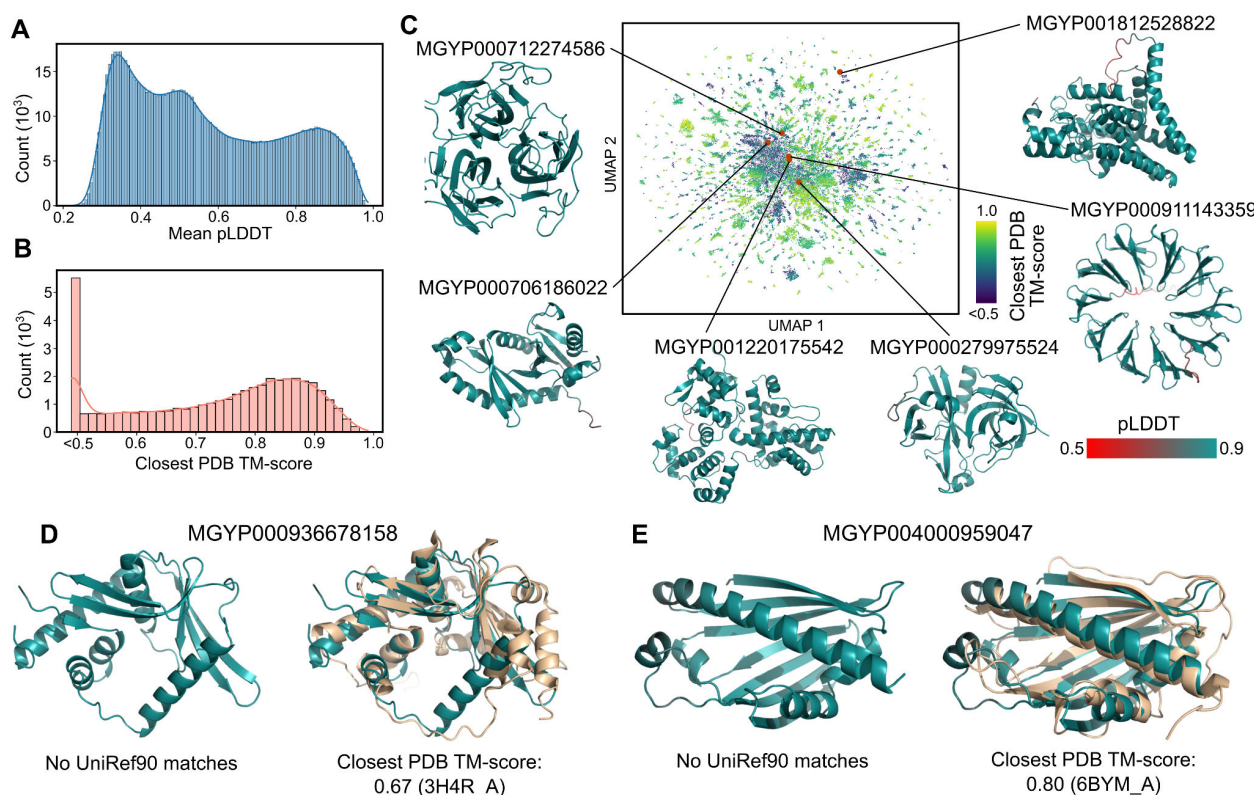 A
Count (10³)
15
10
5
0
0.2 0.4 0.6 0.8 1.0
Mean pLDDT
B
Count (10³)
5
4
3
2
1
0
<0.5 0.6 0.7 0.8 0.9 1.0
Closest PDB TM-score
C
MGYP000712274586
MGYP001812528822
UMAP 2
UMAP 1
1.0
<0.5
Closest PDB
TM-score
MGYP000911143359
MGYP000706186022
MGYP001220175542
MGYP000279975524
pLDDT
0.5 0.9
D
MGYP000936678158
No UniRef90 matches
Closest PDB TM-score:
0.67 (3H4R_A)
E
MGYP004000959047
No UniRef90 matches
Closest PDB TM-score:
0.80 (6BYM_A)